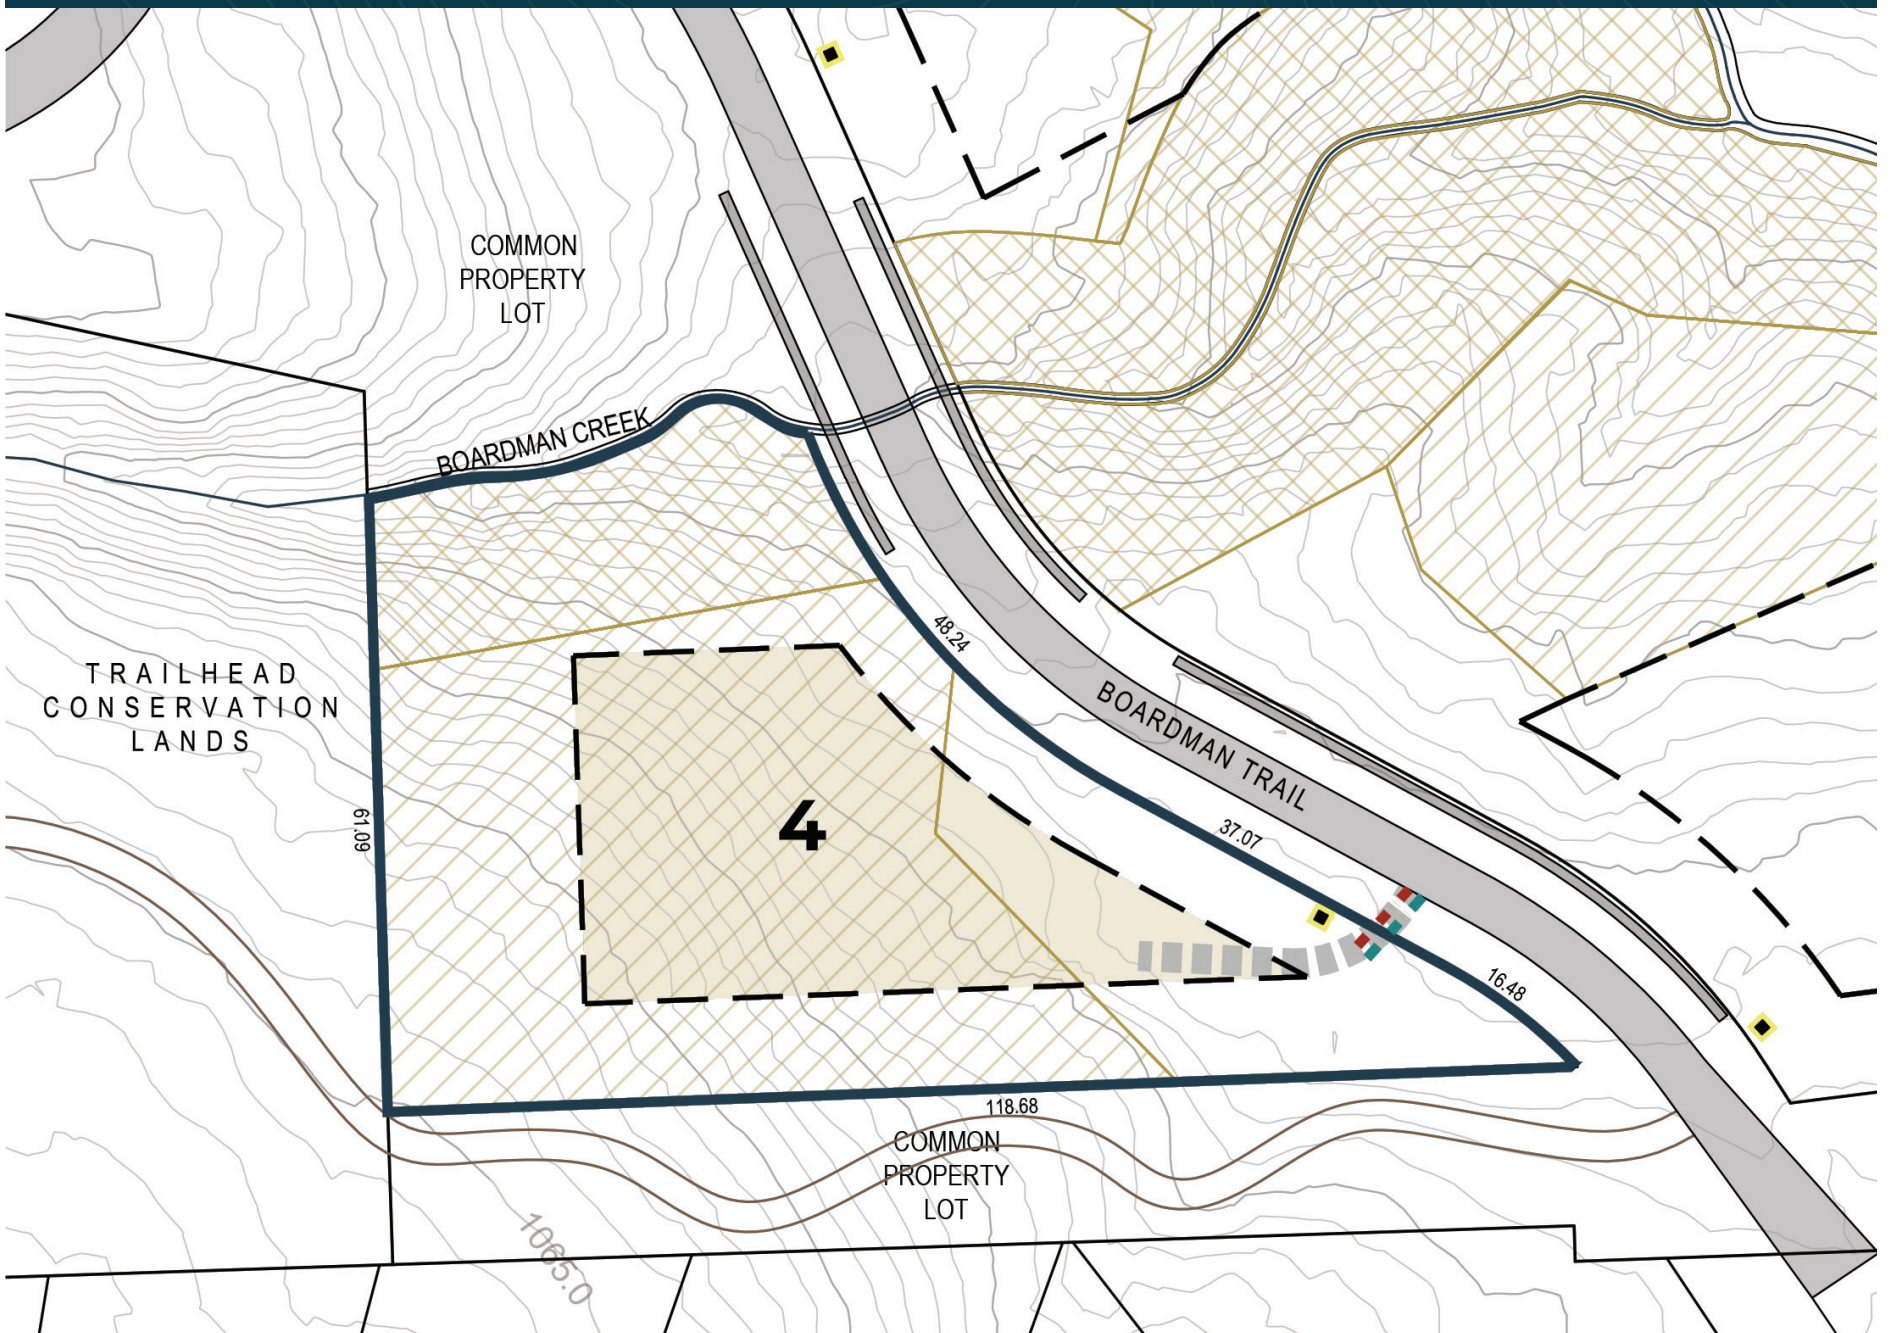 COMMON
PROPERTY
LOT
BOARDMAN CREEK
48.24
TRAILHEAD
CONSERVATION
LANDS
BOARDMAN TRAIL
61.09
4
37.07
16.48
118.68
COMMON
PROPERTY
LOT
1065.0